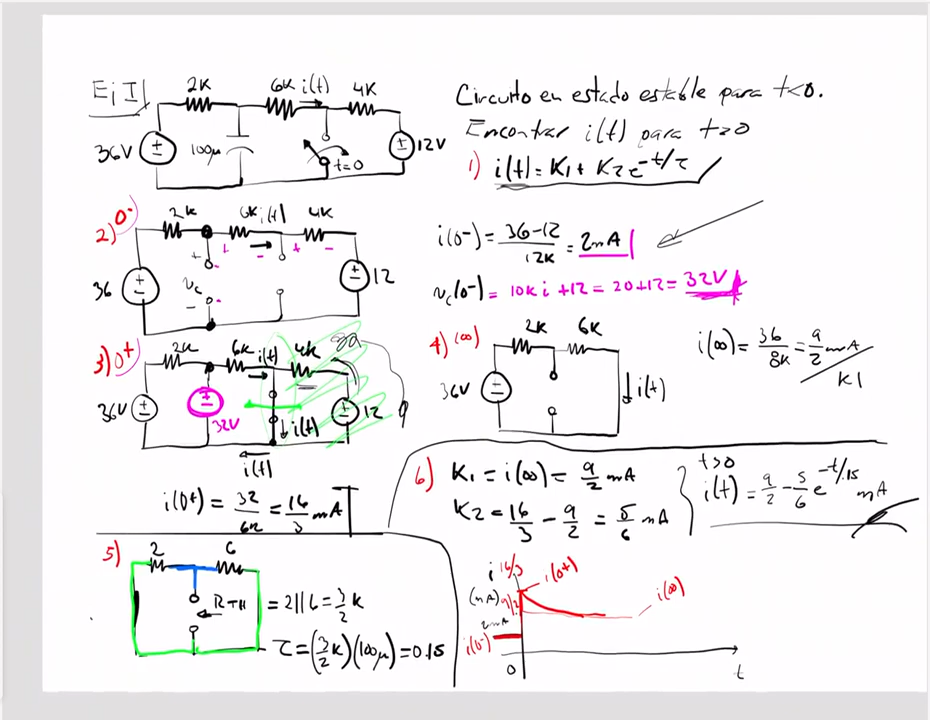 Ej I
2K 6K i(t) 4K
36V 100μ t=0 12V
Circuito en estado estable para t<0.
Encontrar i(t) para t>0
1) i(t) = K1 + K2 e^-t/τ
2) 0-
2K 6K i(t) 4K
+ + - + -
36 Vc 12
-
i(0-) = 36-12 / 12K = 2mA
Vc(0-) = 10K i + 12 = 20+12 = 32V
3) 0+
2K 6K i(t) 4K
36V 32V i(t) 12
i(t)
i(0+) = 32 / 6K = 16/3 mA
4) (∞)
2K 6K
36V i(t)
i(∞) = 36/8K = 9/2 mA
K1
5)
2 6
RTH = 2||6 = 3/2 K
τ = (3/2 K)(100μ) = 0.15
6) K1 = i(∞) = 9/2 mA
K2 = 16/3 - 9/2 = 5/6 mA
t>0
i(t) = 9/2 - 5/6 e^-t/.15 mA
i 16/3 i(0+)
(mA) 9/2 i(∞)
2mA
i(0-)
0 t